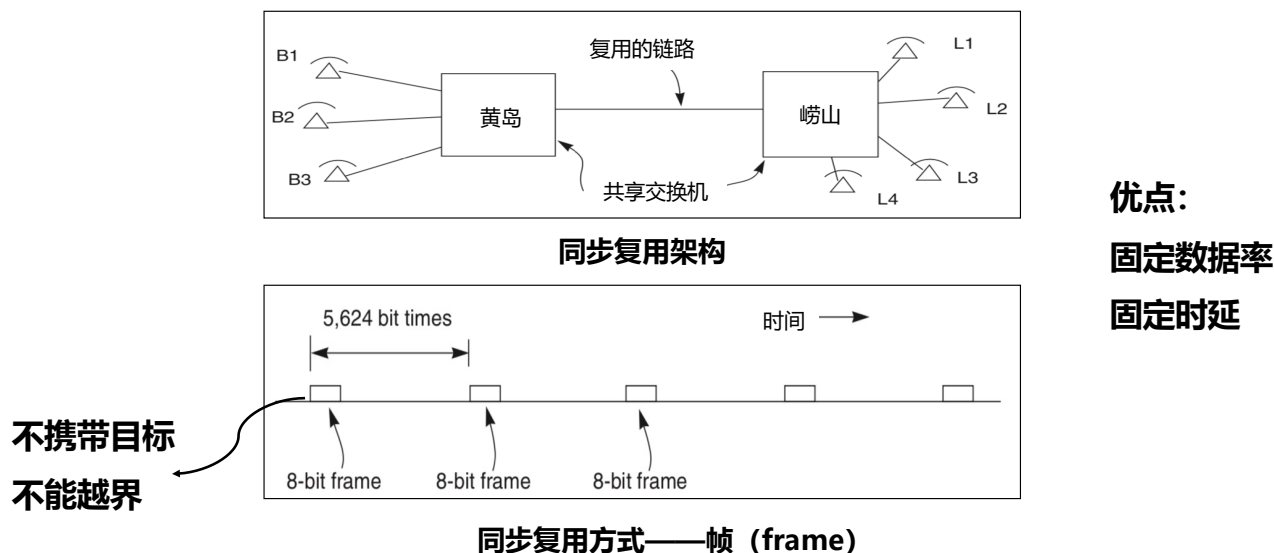 复用的链路
B1
B2
B3
黄岛
崂山
共享交换机
L1
L2
L3
L4
同步复用架构
优点：
固定数据率
固定时延
5,624 bit times
时间
8-bit frame
8-bit frame
8-bit frame
不携带目标
不能越界
同步复用方式——帧（frame）